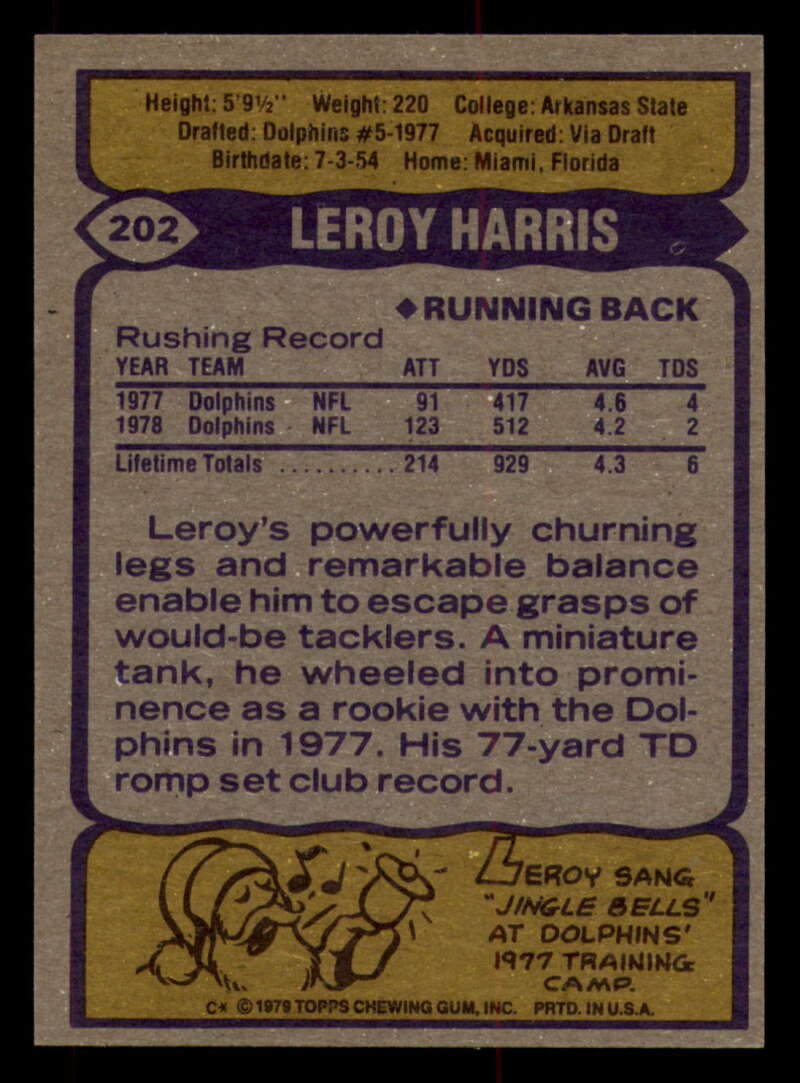 Height: 5'9½" Weight: 220 College: Arkansas State
Drafted: Dolphins #5-1977 Acquired: Via Draft
Birthdate: 7-3-54 Home: Miami, Florida
202 LEROY HARRIS
◆RUNNING BACK
Rushing Record
YEAR TEAM ATT YDS AVG TDS
1977 Dolphins - NFL 91 417 4.6 4
1978 Dolphins - NFL 123 512 4.2 2
Lifetime Totals .......... 214 929 4.3 6
Leroy's powerfully churning
legs and remarkable balance
enable him to escape grasps of
would-be tacklers. A miniature
tank, he wheeled into promi-
nence as a rookie with the Dol-
phins in 1977. His 77-yard TD
romp set club record.
LEROY SANG
"JINGLE BELLS"
AT DOLPHINS'
1977 TRAINING
CAMP.
C* © 1979 TOPPS CHEWING GUM, INC. PRTD. IN U.S.A.